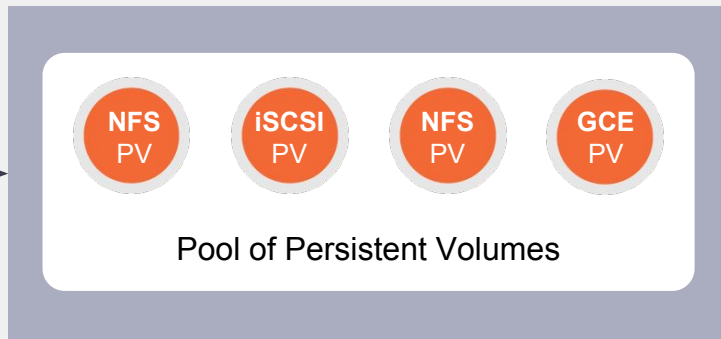 NFS
PV
iSCSI
PV
NFS
PV
GCE
PV
Pool of Persistent Volumes